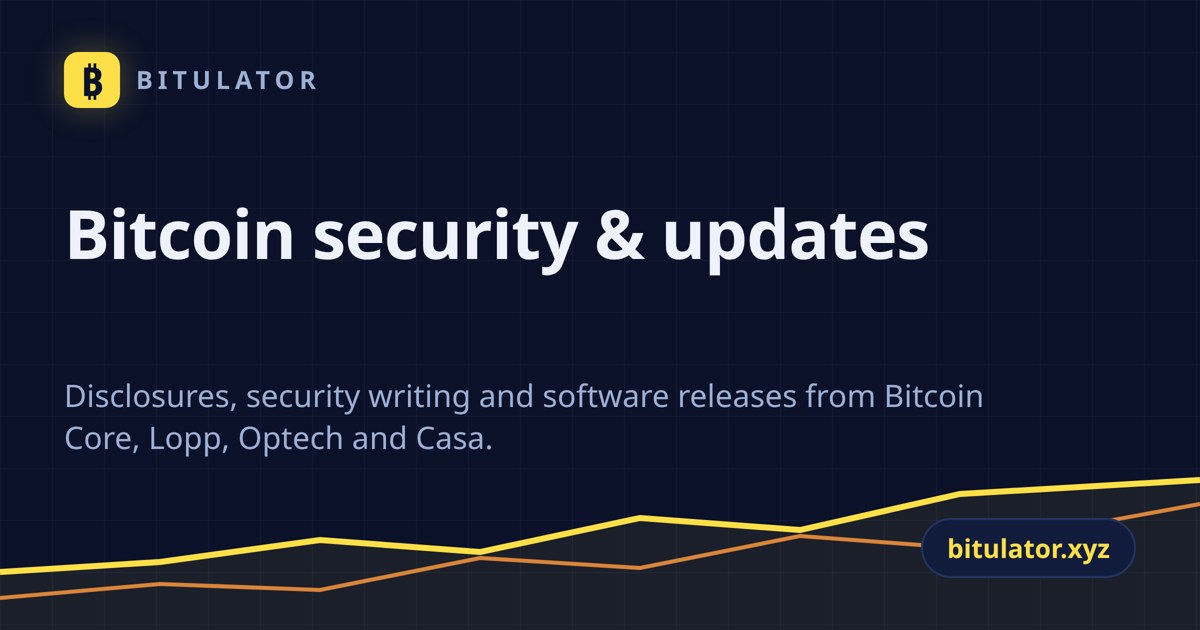 BITULATOR
Bitcoin security & updates
Disclosures, security writing and software releases from Bitcoin
Core, Lopp, Optech and Casa.
bitulator.xyz